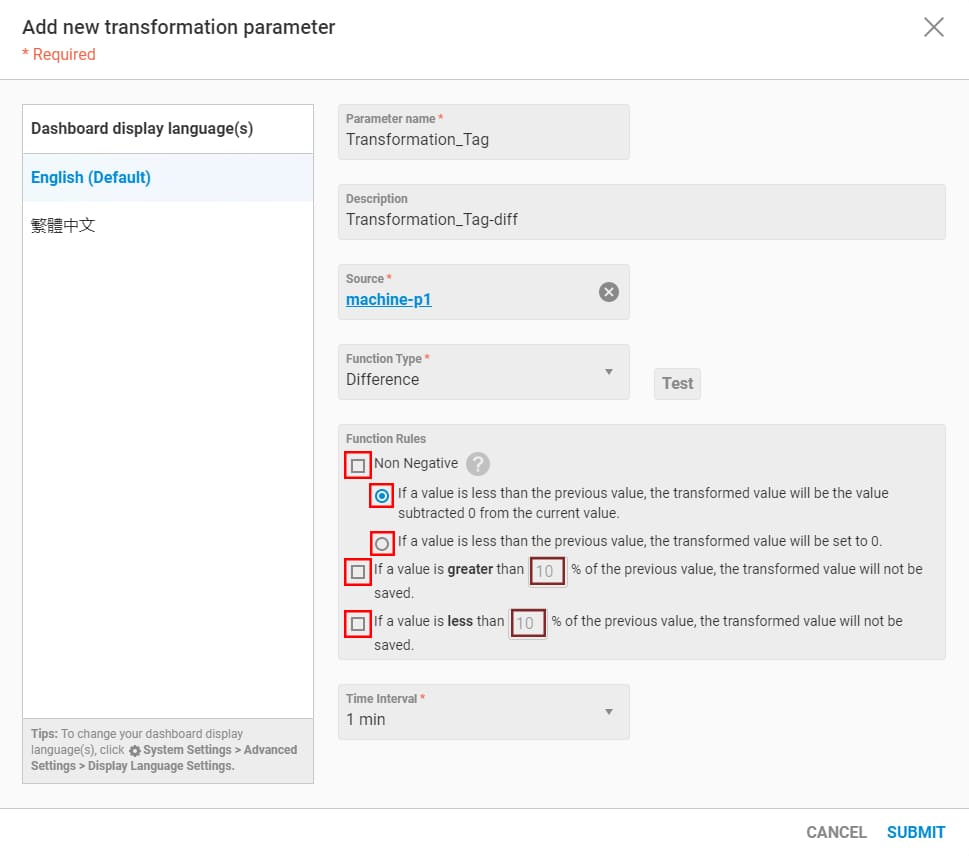 Add new transformation parameter
* Required
Dashboard display language(s)
English (Default)
繁體中文
Tips: To change your dashboard display
language(s), click System Settings > Advanced
Settings > Display Language Settings.
Parameter name *
Transformation_Tag
Description
Transformation_Tag-diff
Source *
machine-p1
Function Type *
Difference
Test
Function Rules
Non Negative ?
If a value is less than the previous value, the transformed value will be the value
subtracted 0 from the current value.
If a value is less than the previous value, the transformed value will be set to 0.
If a value is greater than 10 % of the previous value, the transformed value will not be
saved.
If a value is less than 10 % of the previous value, the transformed value will not be
saved.
Time Interval *
1 min
CANCEL SUBMIT